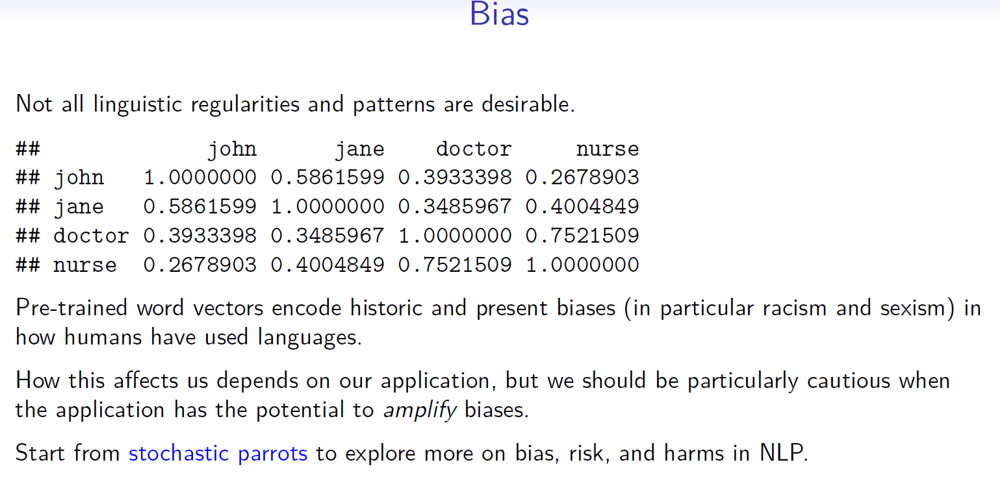 Bias
Not all linguistic regularities and patterns are desirable.
## john jane doctor nurse
## john 1.0000000 0.5861599 0.3933398 0.2678903
## jane 0.5861599 1.0000000 0.3485967 0.4004849
## doctor 0.3933398 0.3485967 1.0000000 0.7521509
## nurse 0.2678903 0.4004849 0.7521509 1.0000000
Pre-trained word vectors encode historic and present biases (in particular racism and sexism) in
how humans have used languages.
How this affects us depends on our application, but we should be particularly cautious when
the application has the potential to amplify biases.
Start from stochastic parrots to explore more on bias, risk, and harms in NLP.